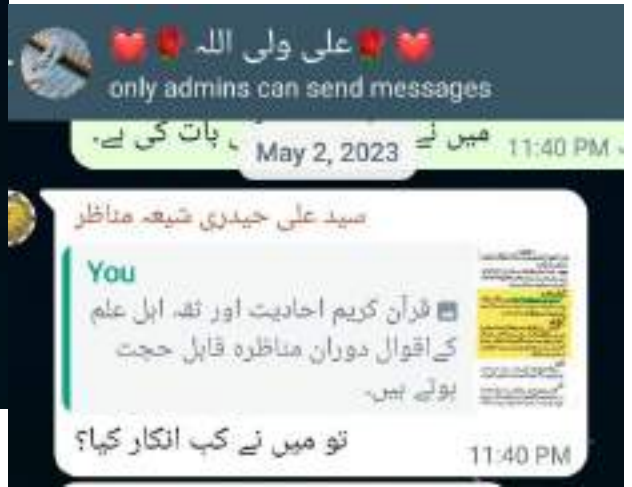 ❤️🌹علی ولی اللہ🌹❤️
only admins can send messages
میں نے بات کی ہے۔ 11:40 PM
May 2, 2023
سید علی حیدری شیعہ مناظر
You
قرآن کریم احادیث اور ثقہ اہل علم
کےاقوال دوران مناظرہ قابل حجت
ہوتے ہیں۔
تو میں نے کب انکار کیا؟
11:40 PM